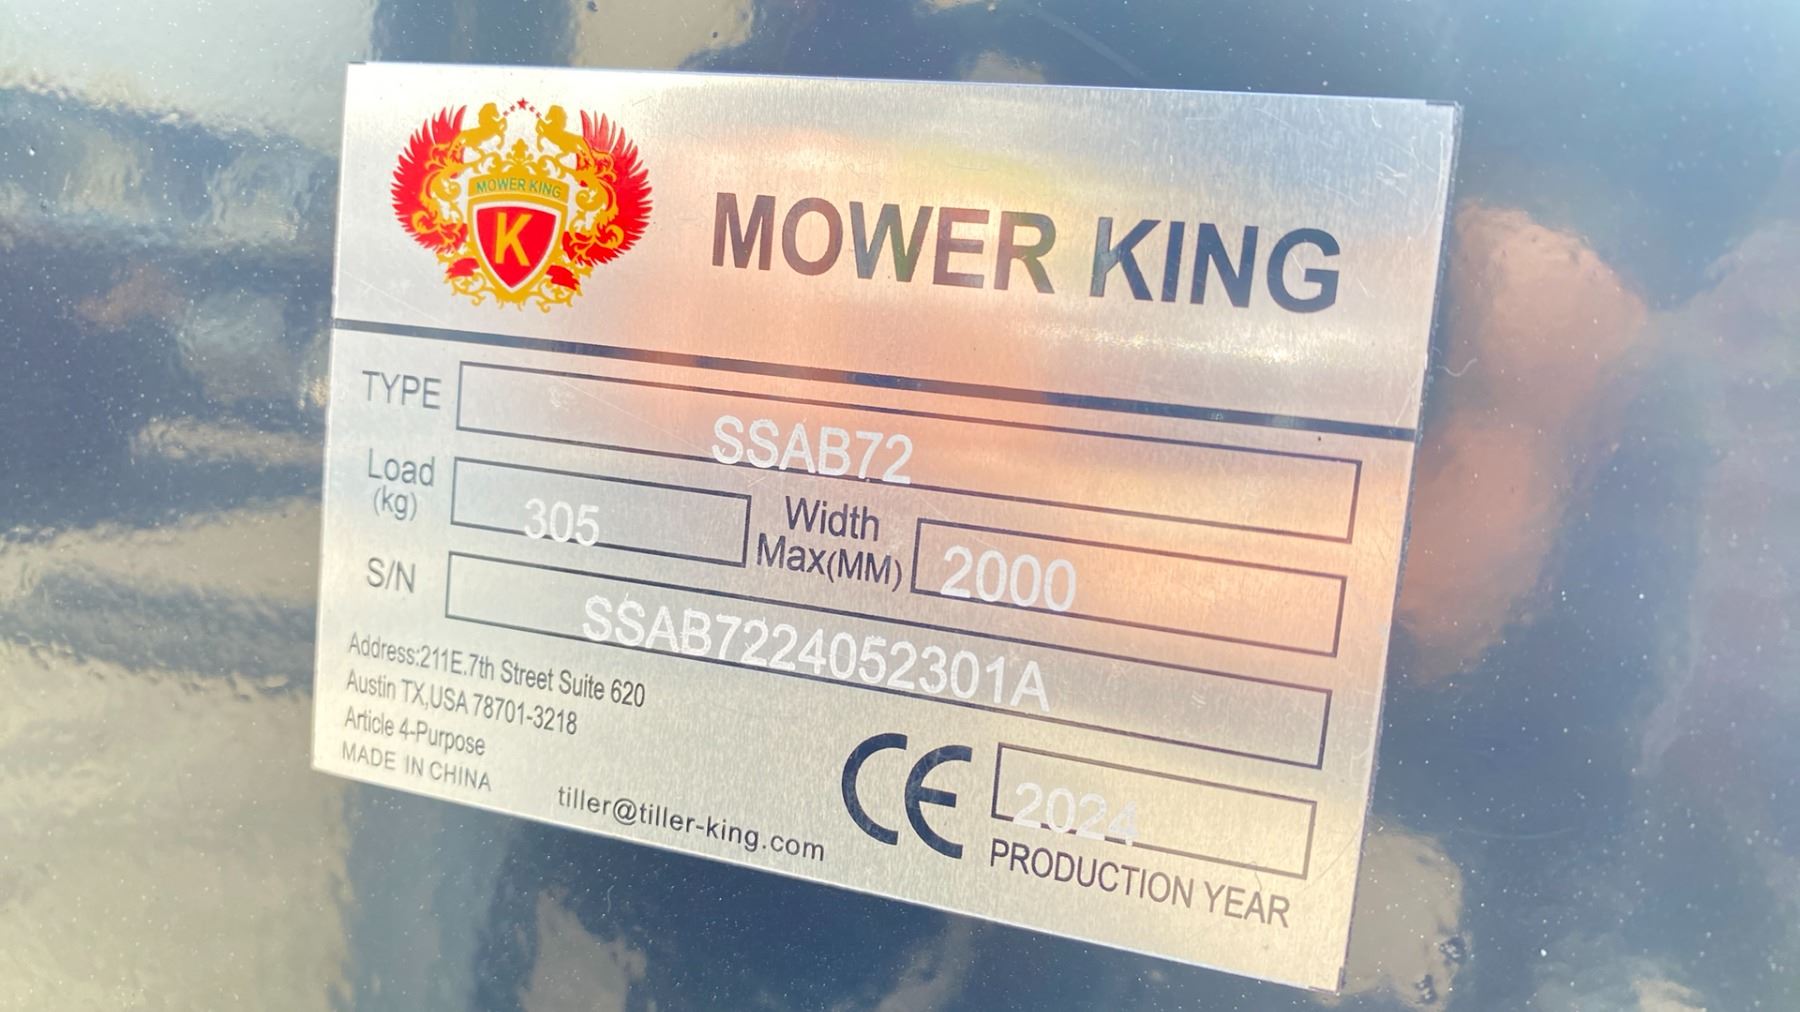 MOWER KING
K
MOWER KING
TYPE SSAB72
Load (kg) 305 Width Max(MM) 2000
S/N SSAB72240523​01A
Address:211E.7th Street Suite 620
Austin TX,USA 78701-3218
Article 4-Purpose
MADE IN CHINA
tiller@tiller-king.com
CE 2024
PRODUCTION YEAR